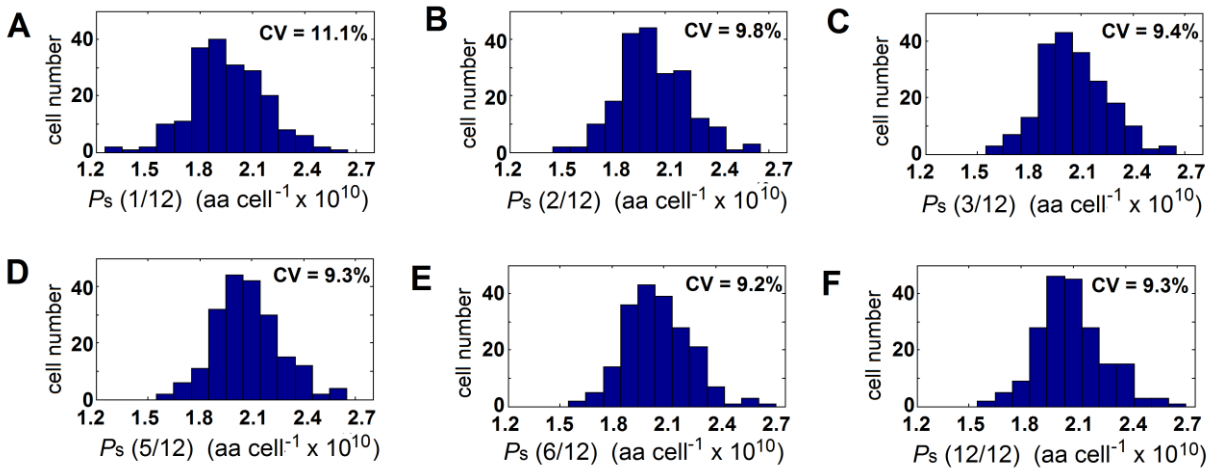 A
CV = 11.1%
cell number
40
20
0
1.2 1.5 1.8 2.1 2.4 2.7
Ps (1/12) (aa cell⁻¹ x 10¹⁰)
B
CV = 9.8%
cell number
40
20
0
1.2 1.5 1.8 2.1 2.4 2.7
Ps (2/12) (aa cell⁻¹ x 10¹⁰)
C
CV = 9.4%
cell number
40
20
0
1.2 1.5 1.8 2.1 2.4 2.7
Ps (3/12) (aa cell⁻¹ x 10¹⁰)
D
CV = 9.3%
cell number
40
20
0
1.2 1.5 1.8 2.1 2.4 2.7
Ps (5/12) (aa cell⁻¹ x 10¹⁰)
E
CV = 9.2%
cell number
40
20
0
1.2 1.5 1.8 2.1 2.4 2.7
Ps (6/12) (aa cell⁻¹ x 10¹⁰)
F
CV = 9.3%
cell number
40
20
0
1.2 1.5 1.8 2.1 2.4 2.7
Ps (12/12) (aa cell⁻¹ x 10¹⁰)